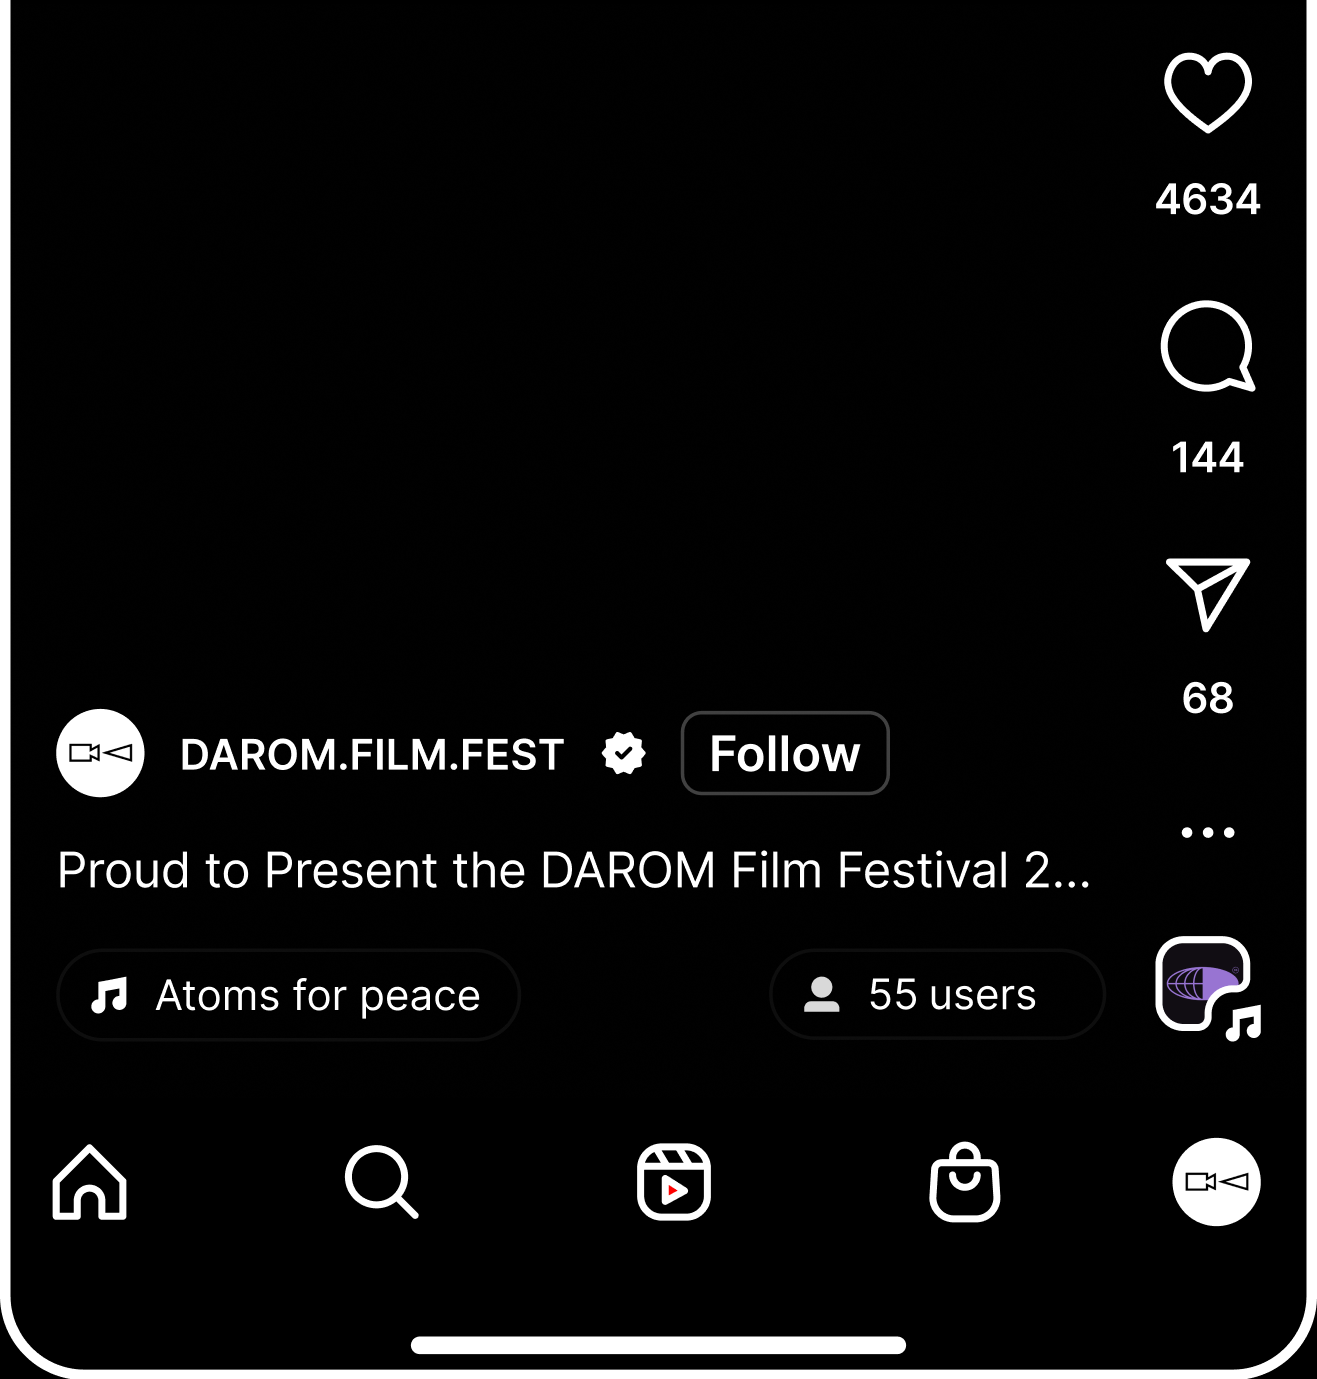 4634
144
68
DAROM.FILM.FEST Follow
Proud to Present the DAROM Film Festival 2...
Atoms for peace
55 users